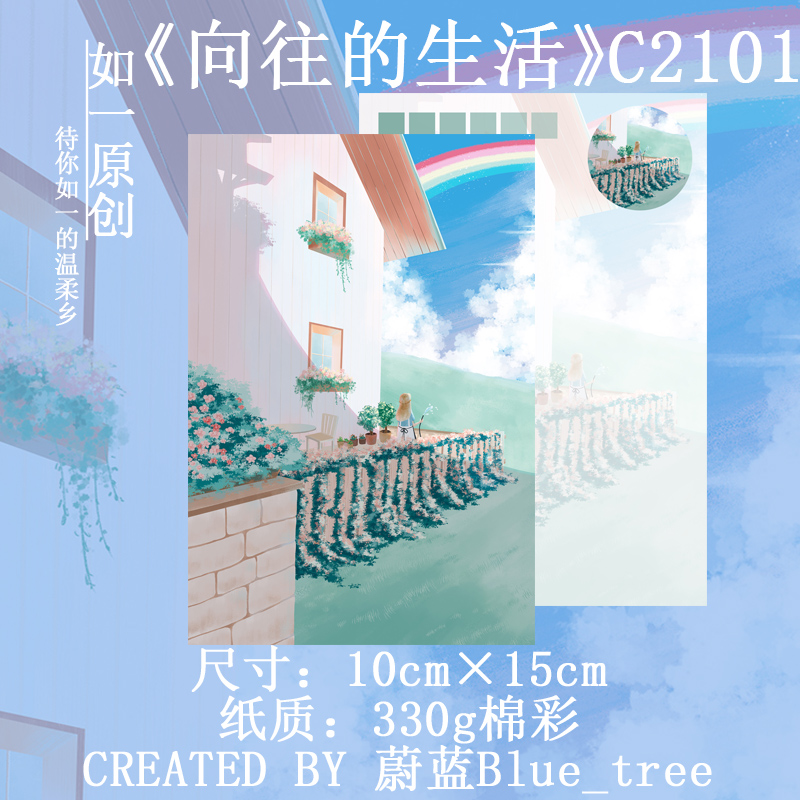 《向往的生活》C2101
如一原创
待你如一的温柔乡
尺寸：10cm×15cm
纸质：330g棉彩
CREATED BY 蔚蓝Blue_tree